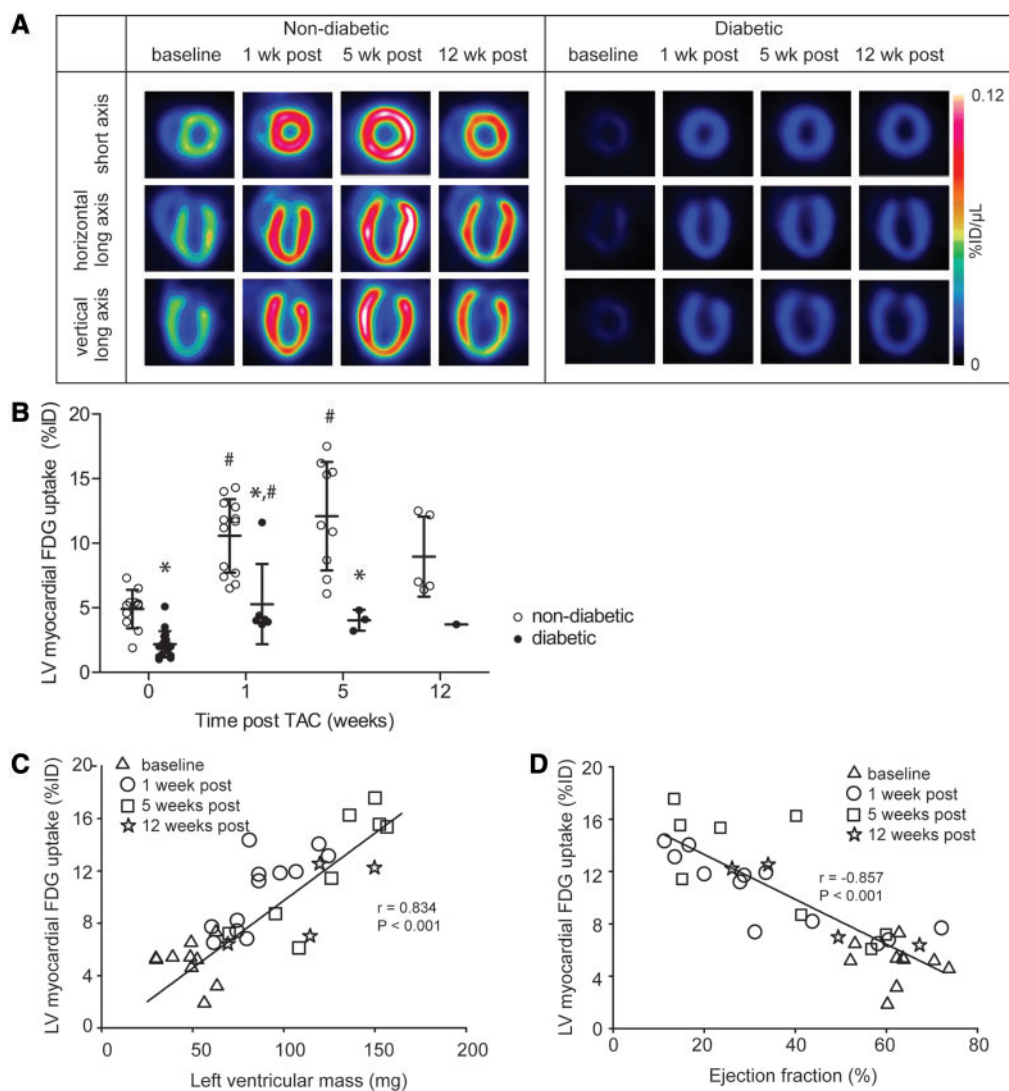 A
Non-diabetic
Diabetic
baseline 1 wk post 5 wk post 12 wk post
baseline 1 wk post 5 wk post 12 wk post
short axis
horizontal
long axis
vertical
long axis
0.12
%ID/µL
0
B
LV myocardial FDG uptake (%ID)
20
15
10
5
0
#
*
#
*,#
#
*
non-diabetic
diabetic
0 1 5 12
Time post TAC (weeks)
C
LV myocardial FDG uptake (%ID)
20
16
12
8
4
0
baseline
1 week post
5 weeks post
12 weeks post
r = 0.834
P < 0.001
0 50 100 150 200
Left ventricular mass (mg)
D
LV myocardial FDG uptake (%ID)
20
16
12
8
4
0
baseline
1 week post
5 weeks post
12 weeks post
r = -0.857
P < 0.001
0 20 40 60 80
Ejection fraction (%)